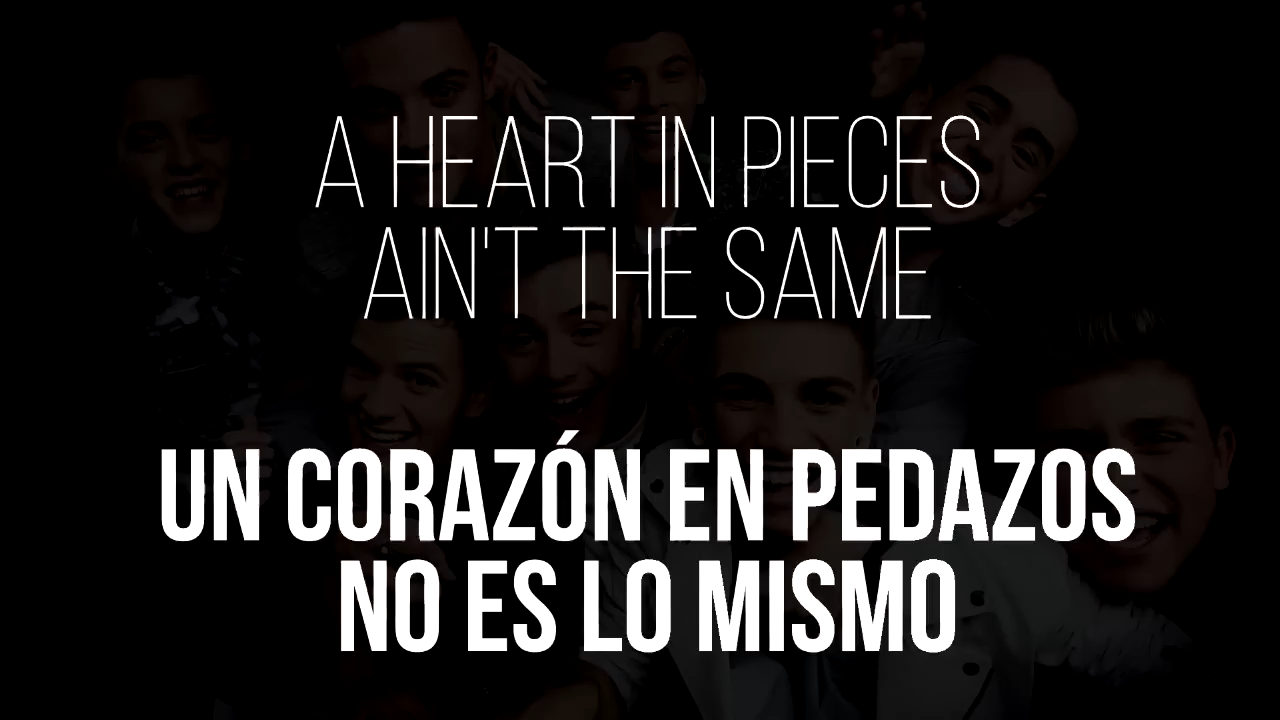 A HEART IN PIECES
AIN'T THE SAME
UN CORAZÓN EN PEDAZOS
NO ES LO MISMO